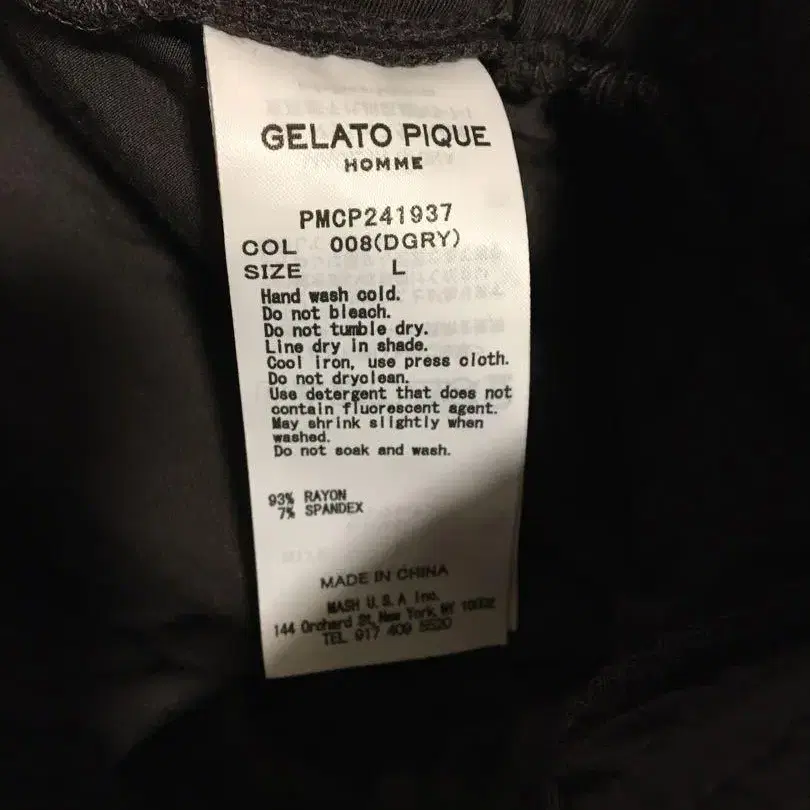 GELATO PIQUE
HOMME
PMCP241937
COL 008(DGRY)
SIZE L
Hand wash cold.
Do not bleach.
Do not tumble dry.
Line dry in shade.
Cool iron, use press cloth.
Do not dryclean.
Use detergent that does not
contain fluorescent agent.
May shrink slightly when
washed.
Do not soak and wash.
93% RAYON
7% SPANDEX
MADE IN CHINA
MASH U.S.A Inc.
144 Orchard St, New York, NY 10002
TEL 917 409 5520